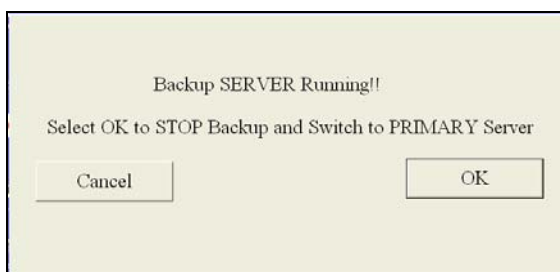 Backup SERVER Running!!
Select OK to STOP Backup and Switch to PRIMARY Server
Cancel
OK